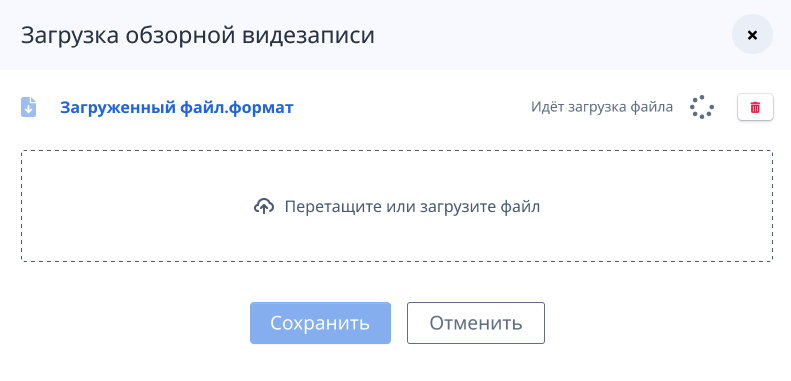 Загрузка обзорной видезаписи
Загруженный файл.формат
Идёт загрузка файла
Перетащите или загрузите файл
Сохранить
Отменить